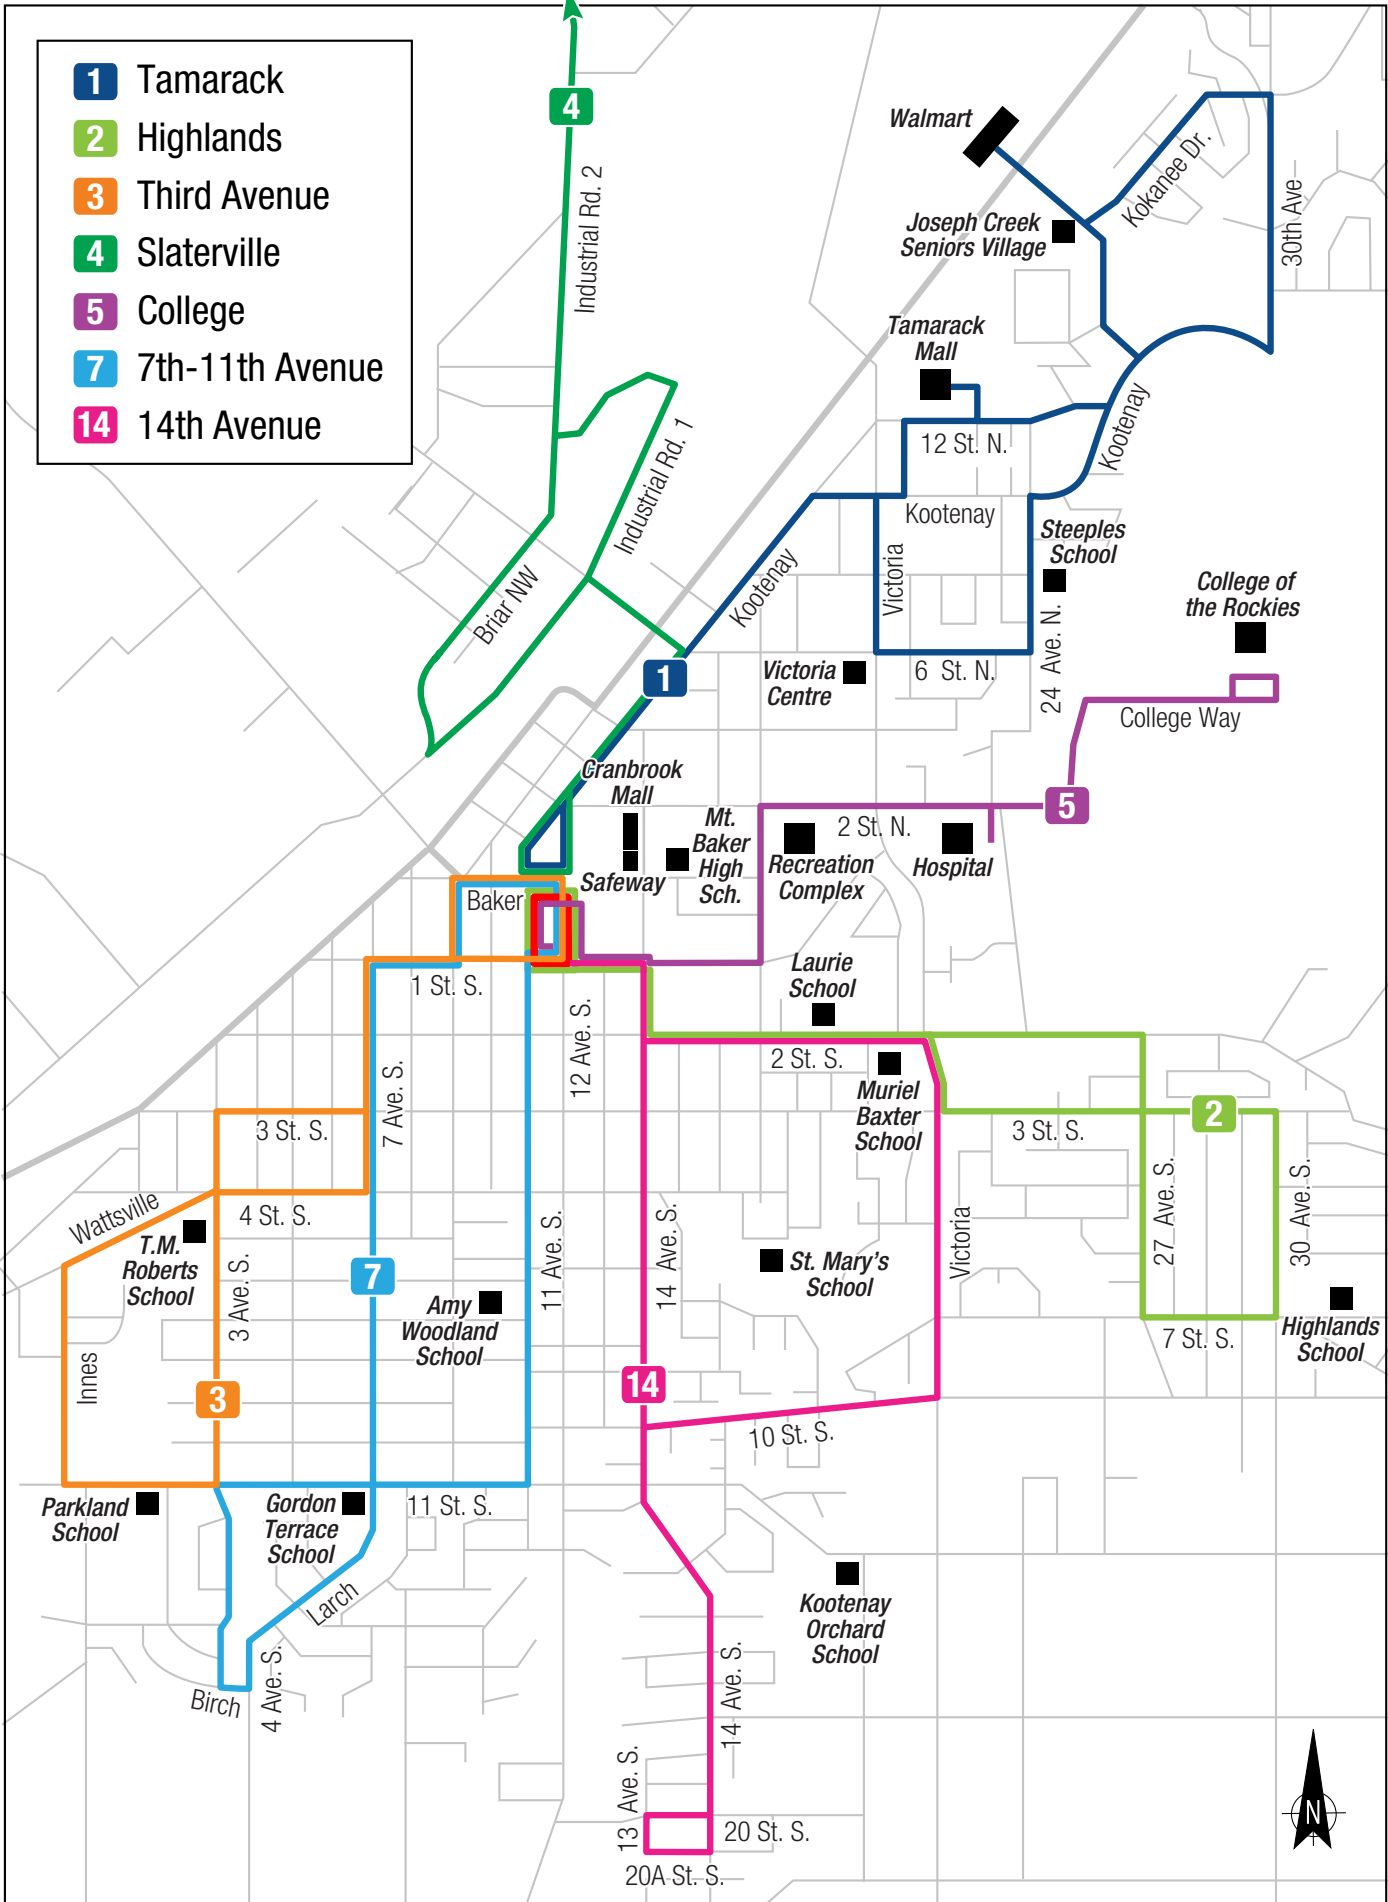 1 Tamarack
2 Highlands
3 Third Avenue
4 Slaterville
5 College
7 7th-11th Avenue
14 14th Avenue
4
Industrial Rd. 2
Walmart
Kokanee Dr.
30th Ave
Joseph Creek
Seniors Village
Tamarack
Mall
12 St. N.
Kootenay
Industrial Rd. 1
Kootenay
Steeples
School
Kootenay
Victoria
Briar NW
College of
the Rockies
24 Ave. N.
1
Victoria
Centre
6 St. N.
College Way
Cranbrook
Mall
5
Mt.
Baker
High
Sch.
2 St. N.
Recreation
Complex
Hospital
Safeway
Baker
1 St. S.
Laurie
School
12 Ave. S.
2 St. S.
7 Ave. S.
Muriel
Baxter
School
3 St. S.
3 St. S.
2
Wattsville
4 St. S.
T.M.
Roberts
School
7
3 Ave. S.
Amy
Woodland
School
11 Ave. S.
14 Ave. S.
St. Mary's
School
Victoria
27 Ave. S.
30 Ave. S.
Highlands
School
7 St. S.
Innes
3
14
10 St. S.
Parkland
School
Gordon
Terrace
School
11 St. S.
Larch
Kootenay
Orchard
School
Birch
4 Ave. S.
14 Ave. S.
13 Ave. S.
20 St. S.
20A St. S.
N